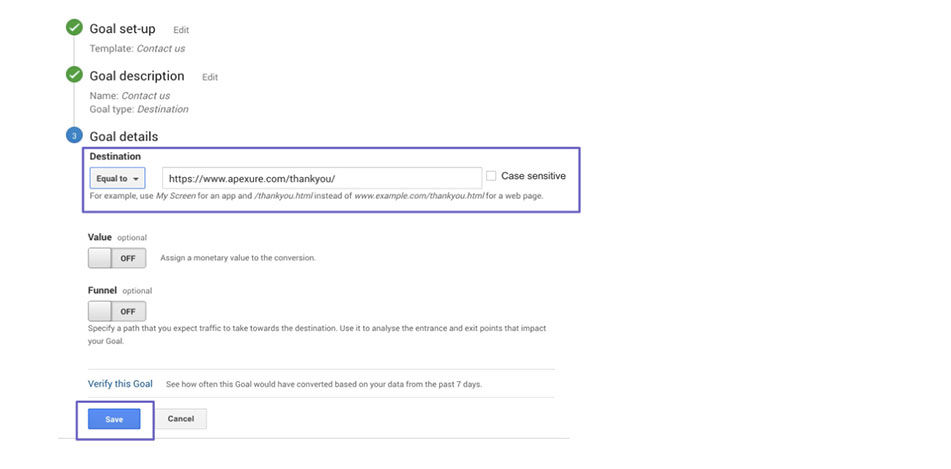 Goal set-up Edit
Template: Contact us
Goal description Edit
Name: Contact us
Goal type: Destination
3 Goal details
Destination
Equal to https://www.apexure.com/thankyou/ Case sensitive
For example, use My Screen for an app and /thankyou.html instead of www.example.com/thankyou.html for a web page.
Value optional
OFF Assign a monetary value to the conversion.
Funnel optional
OFF
Specify a path that you expect traffic to take towards the destination. Use it to analyse the entrance and exit points that impact
your Goal.
Verify this Goal See how often this Goal would have converted based on your data from the past 7 days.
Save Cancel